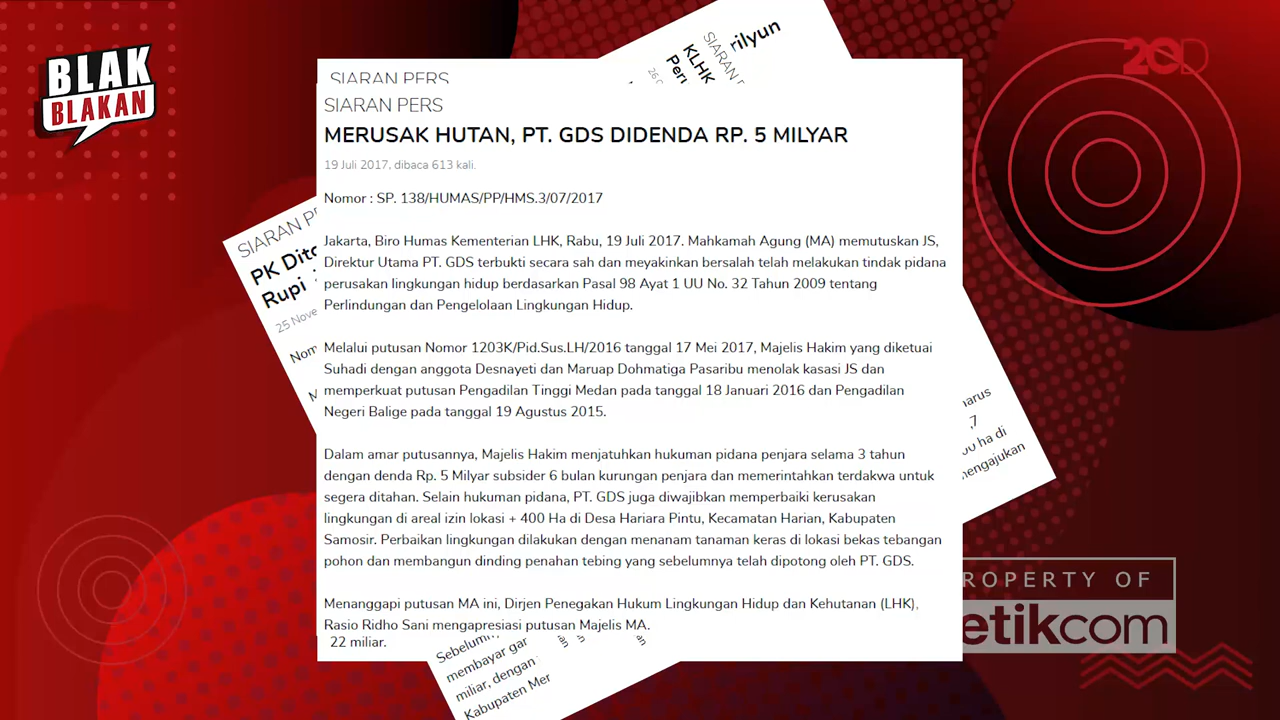 BLAK
BLAKAN
20D
rilyun
SIARAN
KLHK
SIARAN PERS
SIARAN PERS
MERUSAK HUTAN, PT. GDS DIDENDA RP. 5 MILYAR
19 Juli 2017, dibaca 613 kali.
Nomor : SP. 138/HUMAS/PP/HMS.3/07/2017
Jakarta, Biro Humas Kementerian LHK, Rabu, 19 Juli 2017. Mahkamah Agung (MA) memutuskan JS,
Direktur Utama PT. GDS terbukti secara sah dan meyakinkan bersalah telah melakukan tindak pidana
perusakan lingkungan hidup berdasarkan Pasal 98 Ayat 1 UU No. 32 Tahun 2009 tentang
Perlindungan dan Pengelolaan Lingkungan Hidup.
Melalui putusan Nomor 1203K/Pid.Sus.LH/2016 tanggal 17 Mei 2017, Majelis Hakim yang diketuai
Suhadi dengan anggota Desnayeti dan Maruap Dohmatiga Pasaribu menolak kasasi JS dan
memperkuat putusan Pengadilan Tinggi Medan pada tanggal 18 Januari 2016 dan Pengadilan
Negeri Balige pada tanggal 19 Agustus 2015.
Dalam amar putusannya, Majelis Hakim menjatuhkan hukuman pidana penjara selama 3 tahun
dengan denda Rp. 5 Milyar subsider 6 bulan kurungan penjara dan memerintahkan terdakwa untuk
segera ditahan. Selain hukuman pidana, PT. GDS juga diwajibkan memperbaiki kerusakan
lingkungan di areal izin lokasi + 400 Ha di Desa Hariara Pintu, Kecamatan Harian, Kabupaten
Samosir. Perbaikan lingkungan dilakukan dengan menanam tanaman keras di lokasi bekas tebangan
pohon dan membangun dinding penahan tebing yang sebelumnya telah dipotong oleh PT. GDS.
Menanggapi putusan MA ini, Dirjen Penegakan Hukum Lingkungan Hidup dan Kehutanan (LHK),
Rasio Ridho Sani mengapresiasi putusan Majelis MA.
22 miliar.
SIARAN P
PK Dito
Rupi
25 Nove
Nom
harus
,7
00 ha di
mengajukan
Sebelumn
membayar gar
miliar, dengan
Kabupaten Mer
ROPERTY OF
etikcom